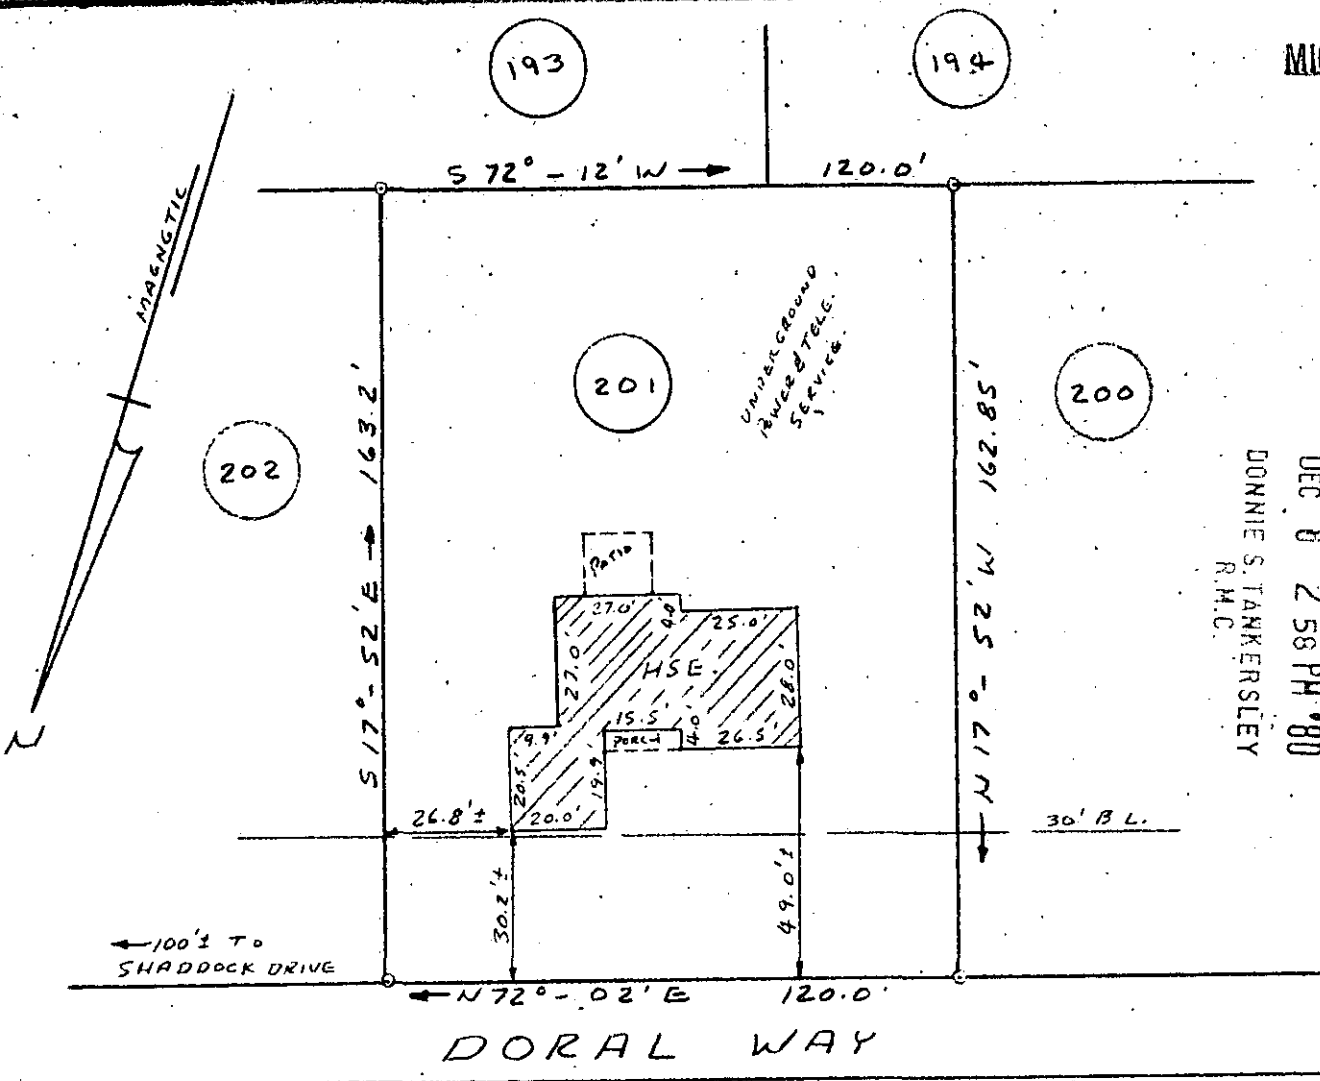 193
194
S 72° - 12' W → 120.0'
MAGNETIC
N
UNDERGROUND
POWER & TELE.
SERVICE.
201
202
200
S 17° - 52' E → 163.2'
N 17° - 52' W 162.85'
PATIO
27.0'
4.0
25.0'
27.0
HSE.
28.0'
15.5'
9.9'
PORCH
4.0'
26.5'
20.5'
19.9'
20.0'
26.8'±
30' B L.
30.2'±
49.0'±
←100'± TO
SHADDOCK DRIVE
← N 72° - 02' E 120.0'
DORAL WAY
DEC 8 2 58 PM '80
DONNIE S. TANKERSLEY
R.M.C.